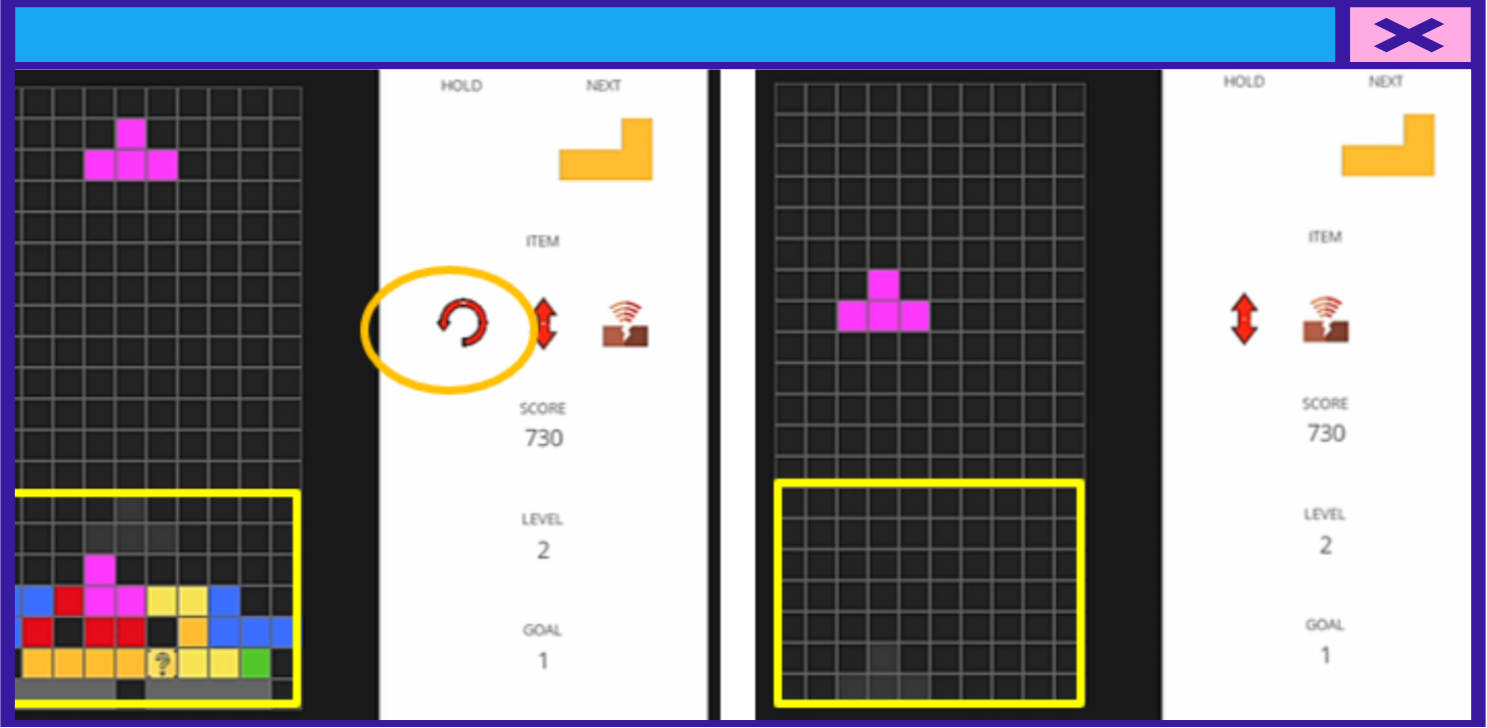 HOLD NEXT
ITEM
SCORE
730
LEVEL
2
GOAL
1
?
HOLD NEXT
ITEM
SCORE
730
LEVEL
2
GOAL
1